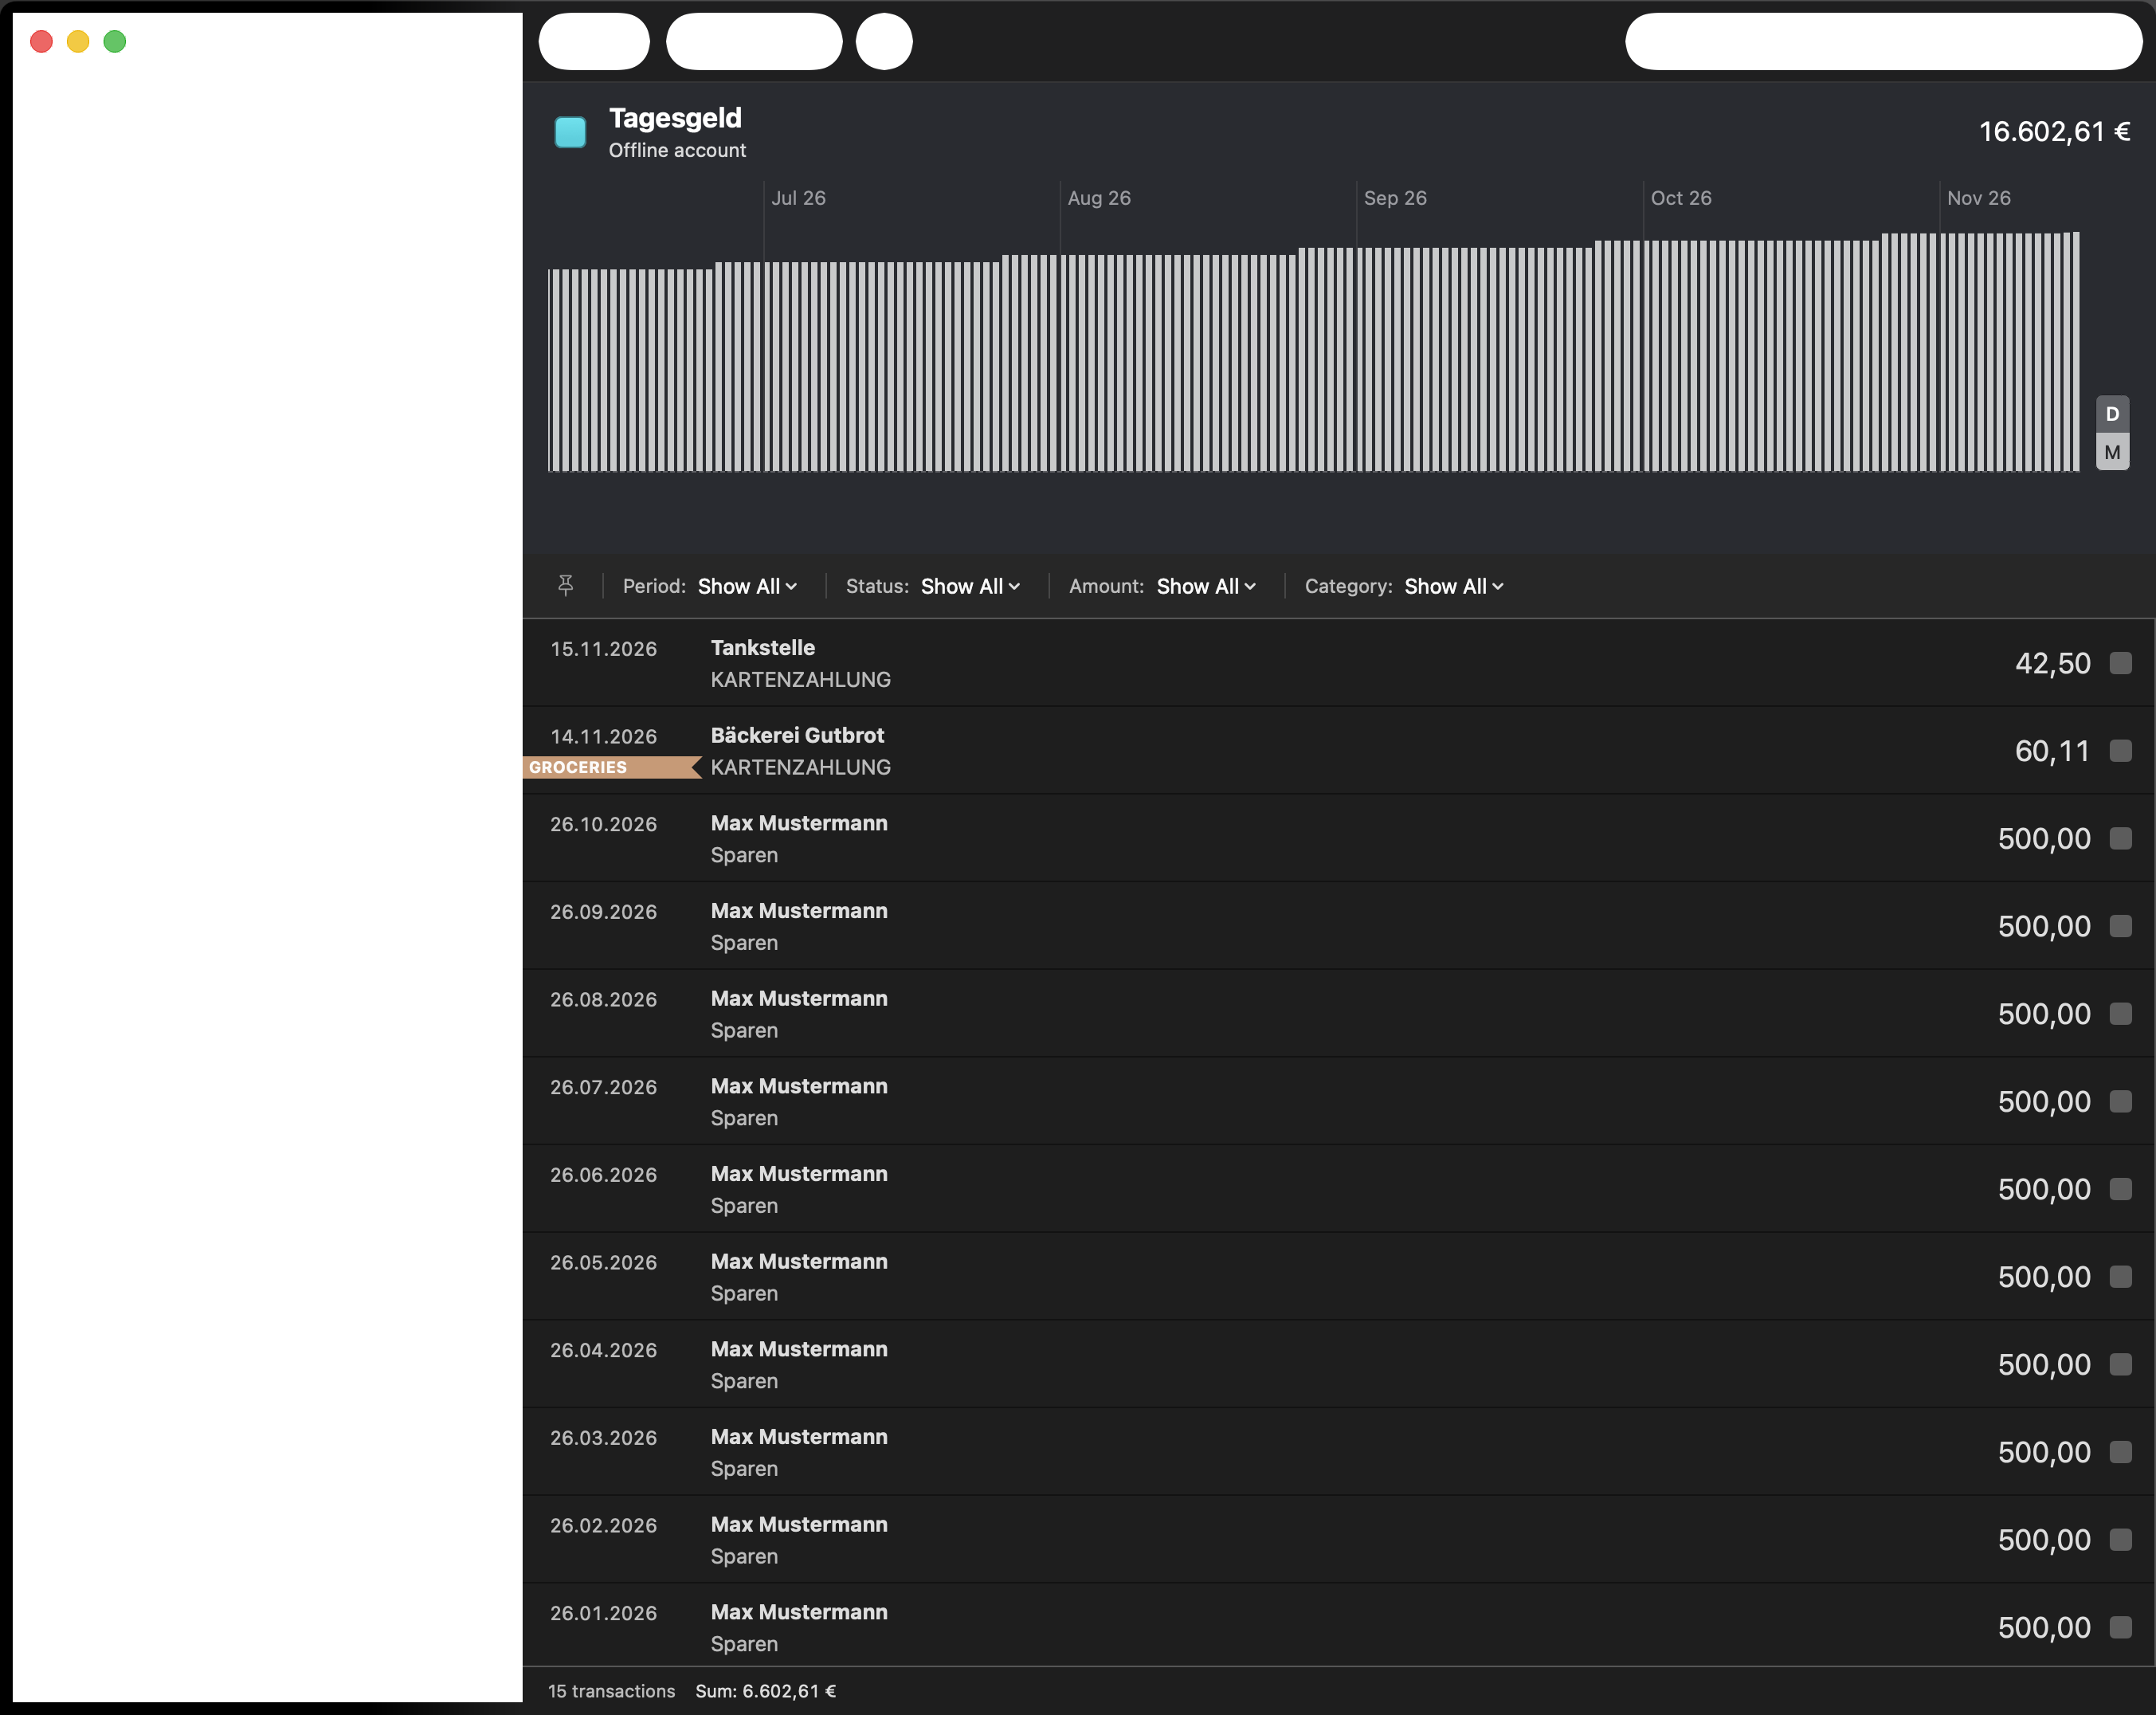 Tagesgeld
Offline account
16.602,61 €
Jul 26 Aug 26 Sep 26 Oct 26 Nov 26
D
M
Period: Show All Status: Show All Amount: Show All Category: Show All
15.11.2026 Tankstelle
KARTENZAHLUNG
42,50
14.11.2026 Bäckerei Gutbrot
GROCERIES KARTENZAHLUNG
60,11
26.10.2026 Max Mustermann
Sparen
500,00
26.09.2026 Max Mustermann
Sparen
500,00
26.08.2026 Max Mustermann
Sparen
500,00
26.07.2026 Max Mustermann
Sparen
500,00
26.06.2026 Max Mustermann
Sparen
500,00
26.05.2026 Max Mustermann
Sparen
500,00
26.04.2026 Max Mustermann
Sparen
500,00
26.03.2026 Max Mustermann
Sparen
500,00
26.02.2026 Max Mustermann
Sparen
500,00
26.01.2026 Max Mustermann
Sparen
500,00
15 transactions Sum: 6.602,61 €